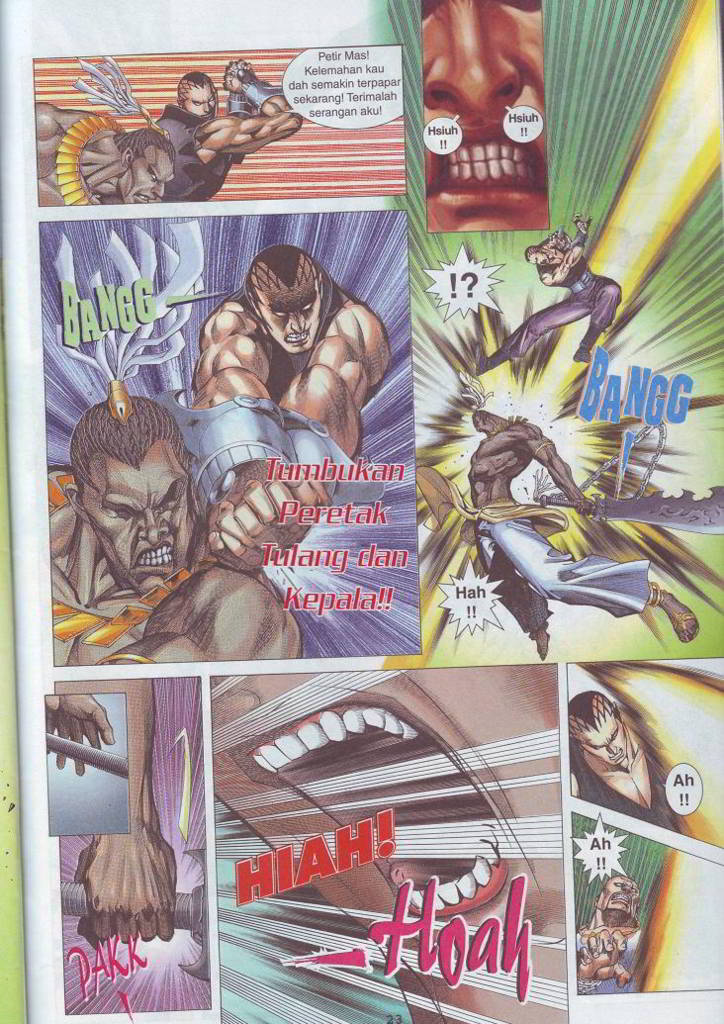 Petir Mas!
Kelemahan kau
dah semakin terpapar
sekarang! Terimalah
serangan aku!
Hsiuh
!!
Hsiuh
!!
BANGG
Tumbukan
Peretak
Tulang dan
Kepala!!
!?
BANGG
!
Hah
!!
PAKK
!
HIAH!
Hoah
Ah
!!
Ah
!!
23